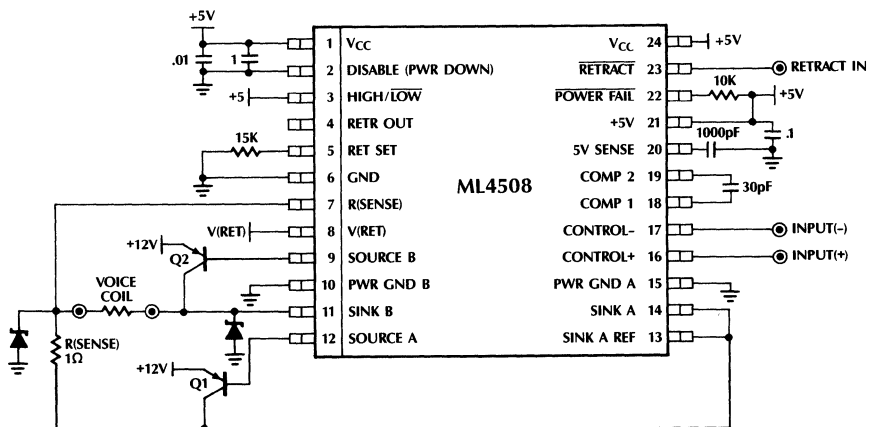 +5V
.01
1
+5
15K
V(RET)
+12V
Q2
VOICE
COIL
R(SENSE)
1Ω
+12V
Q1
1 VCC
2 DISABLE (PWR DOWN)
3 HIGH/LOW
4 RETR OUT
5 RET SET
6 GND
7 R(SENSE)
8 V(RET)
9 SOURCE B
10 PWR GND B
11 SINK B
12 SOURCE A
ML4508
VCC 24
RETRACT 23
POWER FAIL 22
+5V 21
5V SENSE 20
COMP 2 19
COMP 1 18
CONTROL− 17
CONTROL+ 16
PWR GND A 15
SINK A 14
SINK A REF 13
+5V
RETRACT IN
10K
+5V
1000pF
.1
30pF
INPUT(−)
INPUT(+)